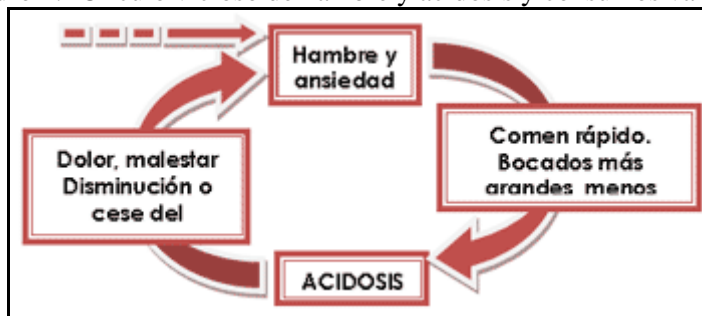 Hambre y
ansiedad
Comen rápido.
Bocados más
grandes menos
ACIDOSIS
Dolor, malestar
Disminución o
cese del